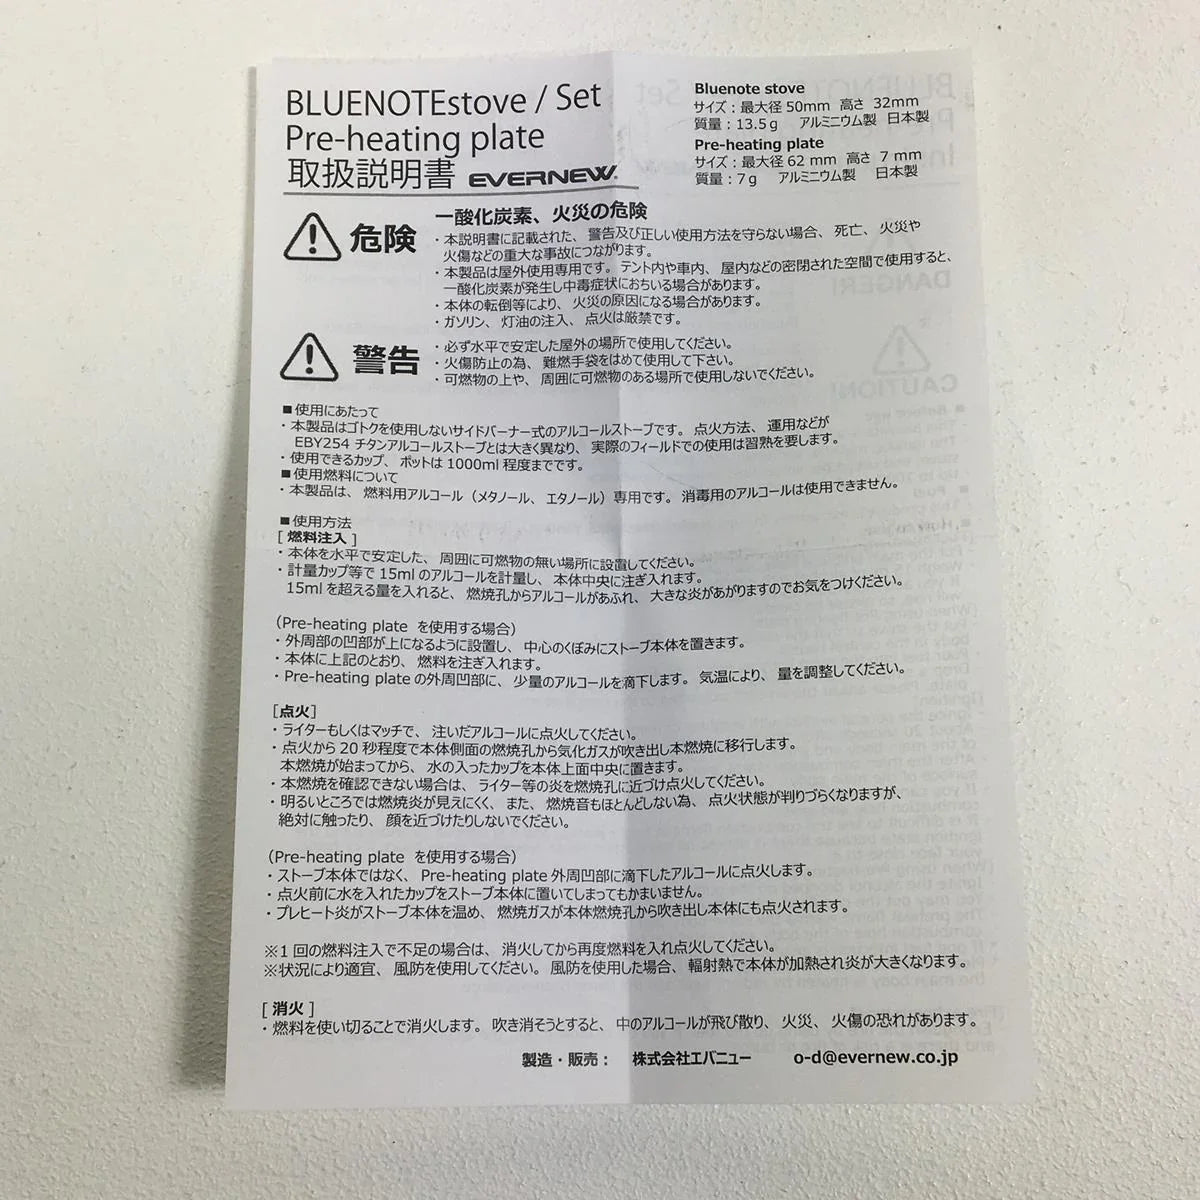 BLUENOTEstove / Set
Pre-heating plate
取扱説明書 EVERNEW
Bluenote stove
サイズ：最大径 50mm 高さ 32mm
質量：13.5g アルミニウム製 日本製
Pre-heating plate
サイズ：最大径 62 mm 高さ 7 mm
質量：7g アルミニウム製 日本製
危険
一酸化炭素、火災の危険
・本説明書に記載された、警告及び正しい使用方法を守らない場合、死亡、火災や
火傷などの重大な事故につながります。
・本製品は屋外使用専用です。テント内や車内、屋内などの密閉された空間で使用すると、
一酸化炭素が発生し中毒症状におちいる場合があります。
・本体の転倒等により、火災の原因になる場合があります。
・ガソリン、灯油の注入、点火は厳禁です。
警告
・必ず水平で安定した屋外の場所で使用してください。
・火傷防止の為、難燃手袋をはめて使用して下さい。
・可燃物の上や、周囲に可燃物のある場所で使用しないでください。
■使用にあたって
・本製品はゴトクを使用しないサイドバーナー式のアルコールストーブです。点火方法、運用などが
EBY254 チタンアルコールストーブとは大きく異なり、実際のフィールドでの使用は習熟を要します。
・使用できるカップ、ポットは 1000ml 程度までです。
■使用燃料について
・本製品は、燃料用アルコール（メタノール、エタノール）専用です。消毒用のアルコールは使用できません。
■使用方法
[ 燃料注入 ]
・本体を水平で安定した、周囲に可燃物の無い場所に設置してください。
・計量カップ等で 15ml のアルコールを計量し、本体中央に注ぎ入れます。
15ml を超える量を入れると、燃焼孔からアルコールがあふれ、大きな炎があがりますのでお気をつけください。
（Pre-heating plate を使用する場合）
・外周部の凹部が上になるように設置し、中心のくぼみにストーブ本体を置きます。
・本体に上記のとおり、燃料を注ぎ入れます。
・Pre-heating plate の外周凹部に、少量のアルコールを滴下します。気温により、量を調整してください。
[点火]
・ライターもしくはマッチで、注いだアルコールに点火してください。
・点火から 20 秒程度で本体側面の燃焼孔から気化ガスが吹き出し本燃焼に移行します。
本燃焼が始まってから、水の入ったカップを本体上面中央に置きます。
・本燃焼を確認できない場合は、ライター等の炎を燃焼孔に近づけ点火してください。
・明るいところでは燃焼炎が見えにくく、また、燃焼音もほとんどしない為、点火状態が判りづらくなりますが、
絶対に触ったり、顔を近づけたりしないでください。
（Pre-heating plate を使用する場合）
・ストーブ本体ではなく、Pre-heating plate 外周凹部に滴下したアルコールに点火します。
・点火前に水を入れたカップをストーブ本体に置いてしまってもかまいません。
・プレヒート炎がストーブ本体を温め、燃焼ガスが本体燃焼孔から吹き出し本体にも点火されます。
※1 回の燃料注入で不足の場合は、消火してから再度燃料を入れ点火してください。
※状況により適宜、風防を使用してください。風防を使用した場合、輻射熱で本体が加熱され炎が大きくなります。
[ 消火 ]
・燃料を使い切ることで消火します。吹き消そうとすると、中のアルコールが飛び散り、火災、火傷の恐れがあります。
製造・販売： 株式会社エバニュー o-d@evernew.co.jp